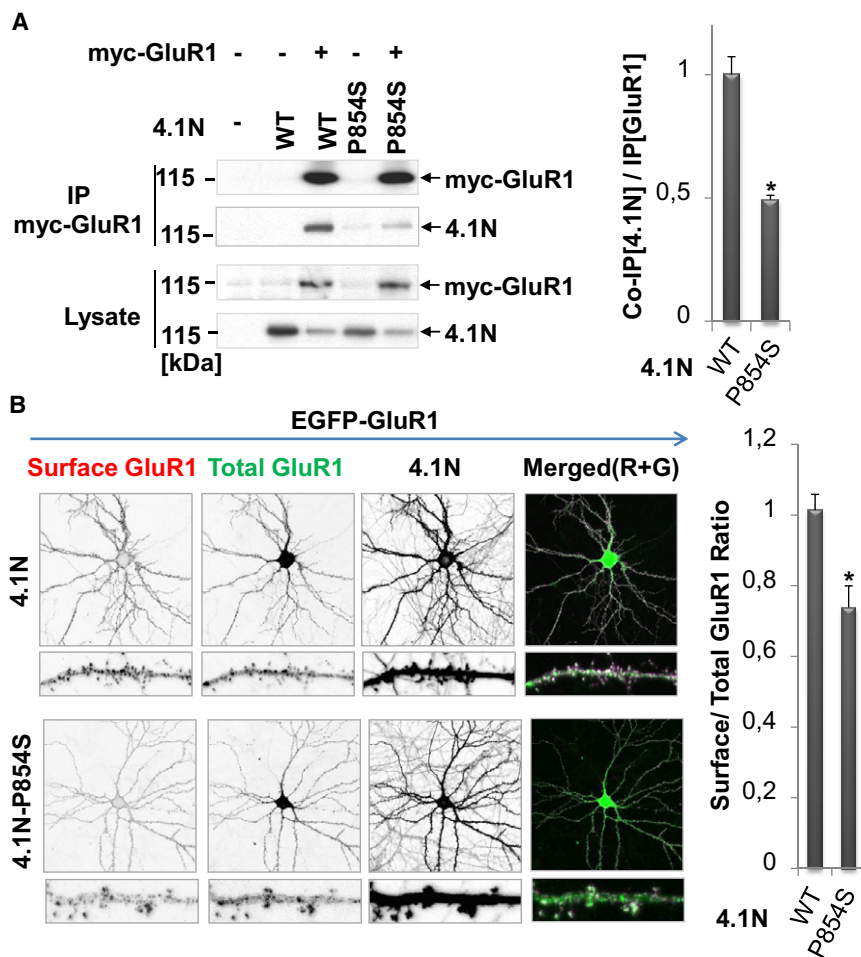 A
myc-GluR1 - - + - +
4.1N - WT WT P854S P854S
IP
myc-GluR1
115
myc-GluR1
115
4.1N
Lysate
115
myc-GluR1
115
4.1N
[kDa]
Co-IP[4.1N] / IP[GluR1]
1
0,5
0
*
4.1N WT P854S
B
EGFP-GluR1
Surface GluR1 Total GluR1 4.1N Merged(R+G)
4.1N
4.1N-P854S
Surface/ Total GluR1 Ratio
1,2
1
0,8
0,6
0,4
0,2
0
*
4.1N WT P854S